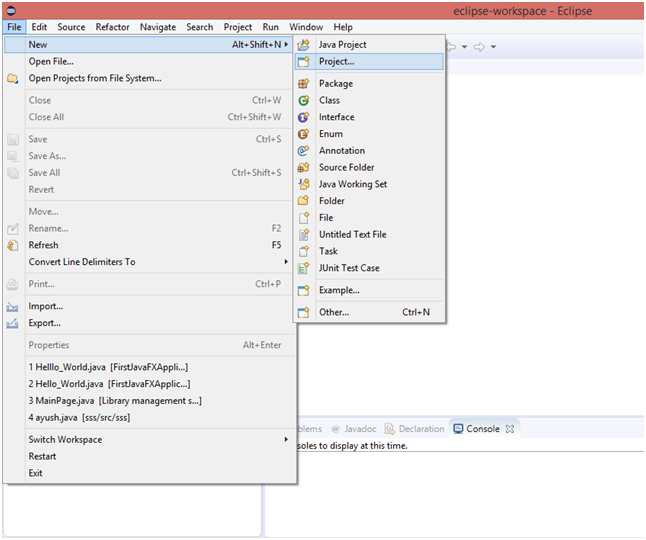 eclipse-workspace - Eclipse
File Edit Source Refactor Navigate Search Project Run Window Help
New Alt+Shift+N
Open File...
Open Projects from File System...
Close Ctrl+W
Close All Ctrl+Shift+W
Save Ctrl+S
Save As...
Save All Ctrl+Shift+S
Revert
Move...
Rename... F2
Refresh F5
Convert Line Delimiters To
Print... Ctrl+P
Import...
Export...
Properties Alt+Enter
1 Helllo_World.java [FirstJavaFXAppli...]
2 Hello_World.java [FirstJavaFXApplic...]
3 MainPage.java [Library management s...]
4 ayush.java [sss/src/sss]
Switch Workspace
Restart
Exit
Java Project
Project...
Package
Class
Interface
Enum
Annotation
Source Folder
Java Working Set
Folder
File
Untitled Text File
Task
JUnit Test Case
Example...
Other... Ctrl+N
blems @ Javadoc Declaration Console
soles to display at this time.